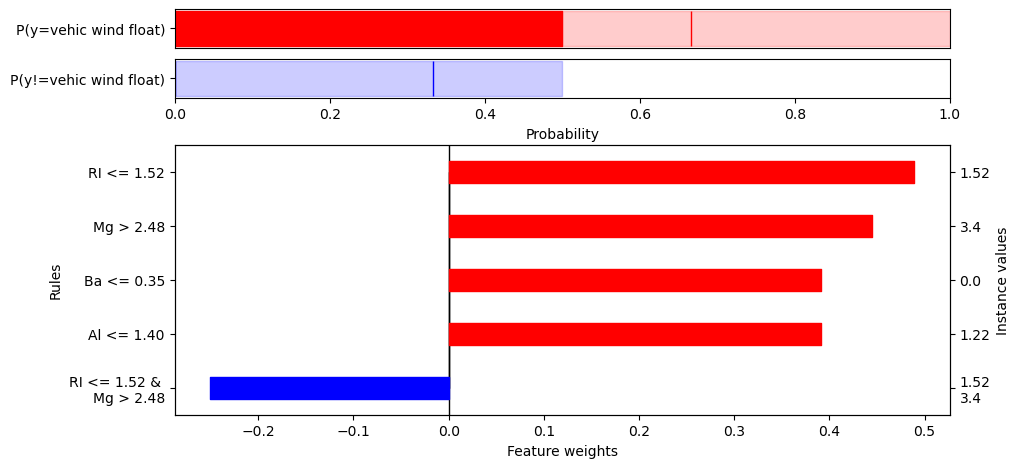 P(y=vehic wind float)
P(y!=vehic wind float)
0.0 0.2 0.4 0.6 0.8 1.0
Probability
RI <= 1.52 1.52
Mg > 2.48 3.4
Ba <= 0.35 0.0
Al <= 1.40 1.22
RI <= 1.52 & 1.52
Mg > 2.48 3.4
Rules
Instance values
−0.2 −0.1 0.0 0.1 0.2 0.3 0.4 0.5
Feature weights